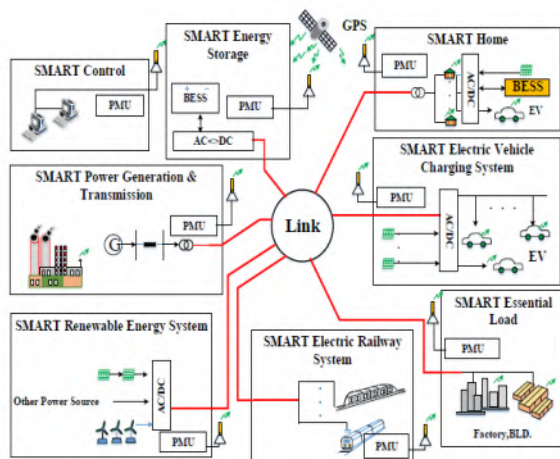 SMART Control
PMU
SMART Energy
Storage
BESS
PMU
AC<>DC
GPS
SMART Home
PMU
AC/DC
BESS
EV
SMART Power Generation &
Transmission
PMU
G
Link
SMART Electric Vehicle
Charging System
PMU
AC/DC
EV
SMART Renewable Energy System
Other Power Source
AC/DC
PMU
SMART Electric Railway
System
PMU
SMART Essential
Load
PMU
Factory,BLD.